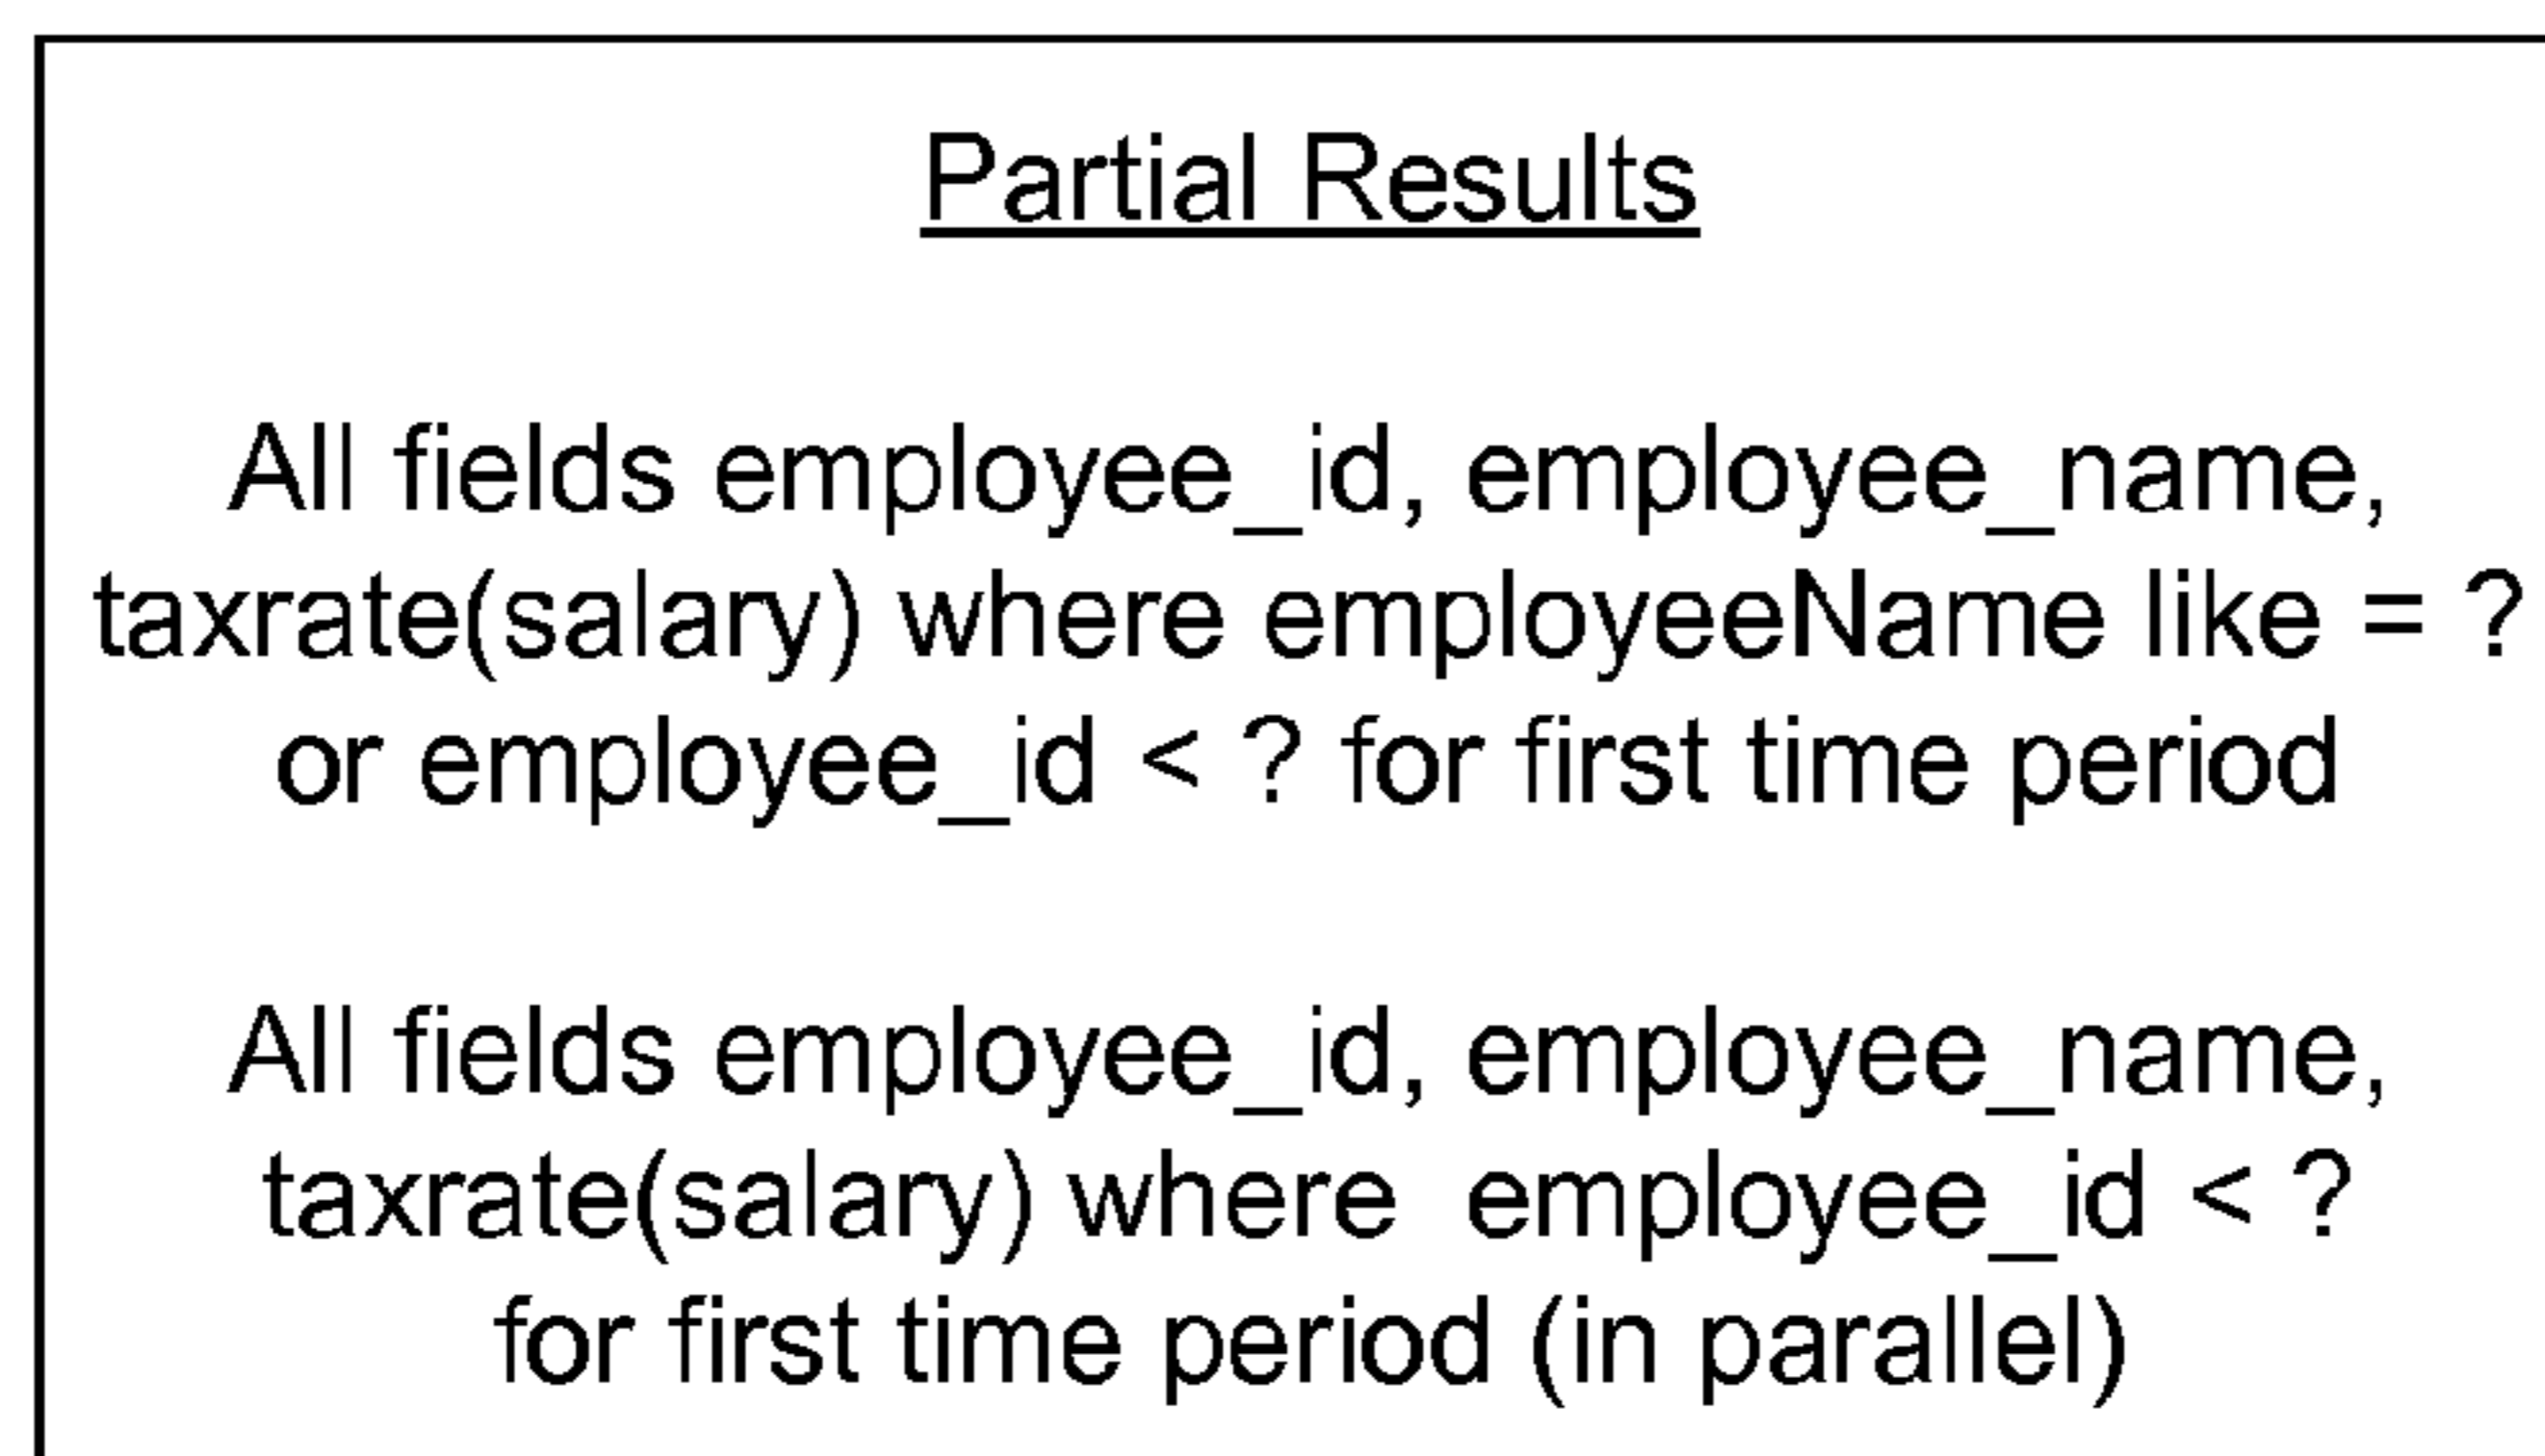 Partial Results
All fields employee_id, employee_name,
taxrate(salary) where employeeName like = ?
or employee_id < ? for first time period
All fields employee_id, employee_name,
taxrate(salary) where  employee_id < ?
for first time period (in parallel)